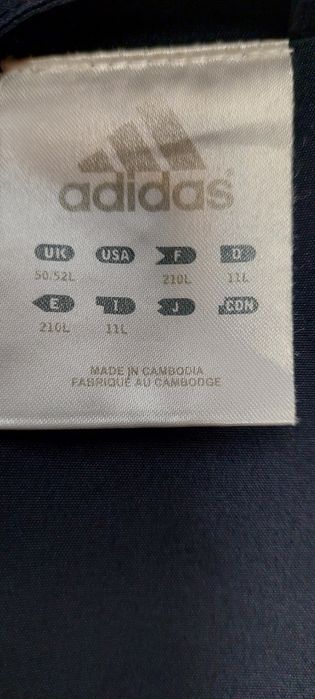 adidas®
UK USA F D
50.52L 210L 11L
E I J CDN
210L 11L
MADE IN CAMBODIA
FABRIQUÉ AU CAMBODGE